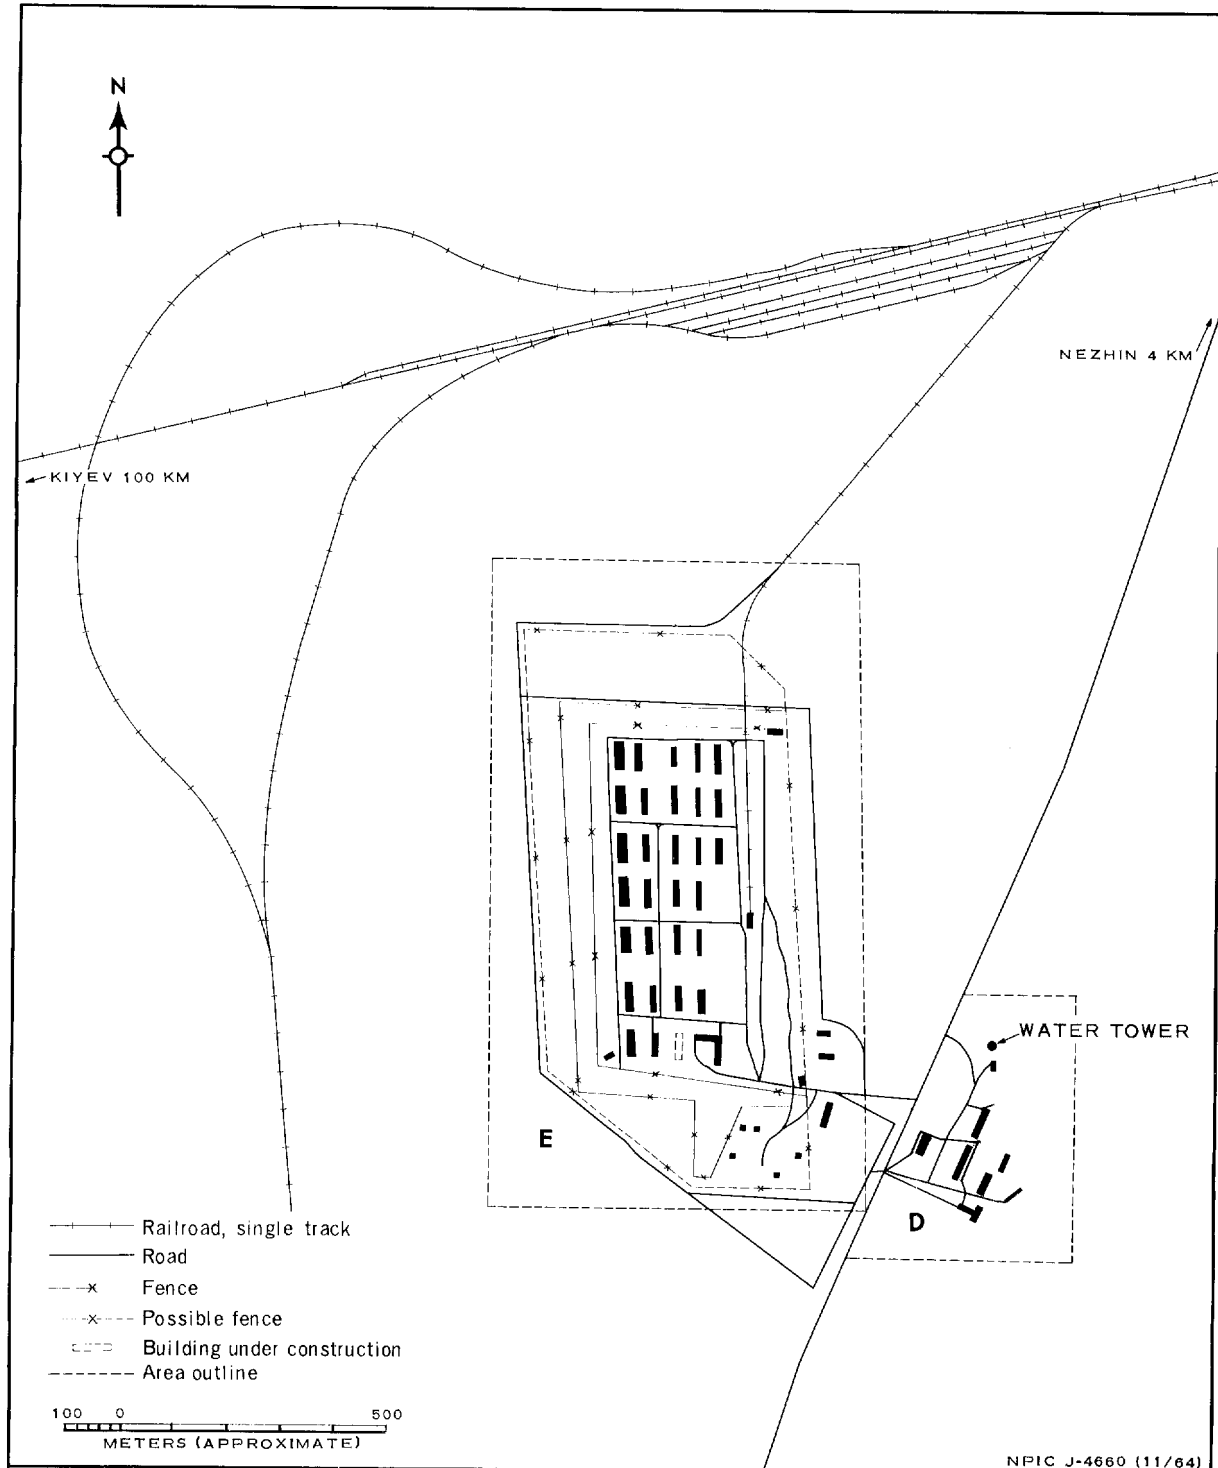 N
NEZHIN 4 KM
KIYEV 100 KM
WATER TOWER
E
D
Railroad, single track
Road
Fence
Possible fence
Building under construction
Area outline
100 0 500
METERS (APPROXIMATE)
NPIC J-4660 (11/64)